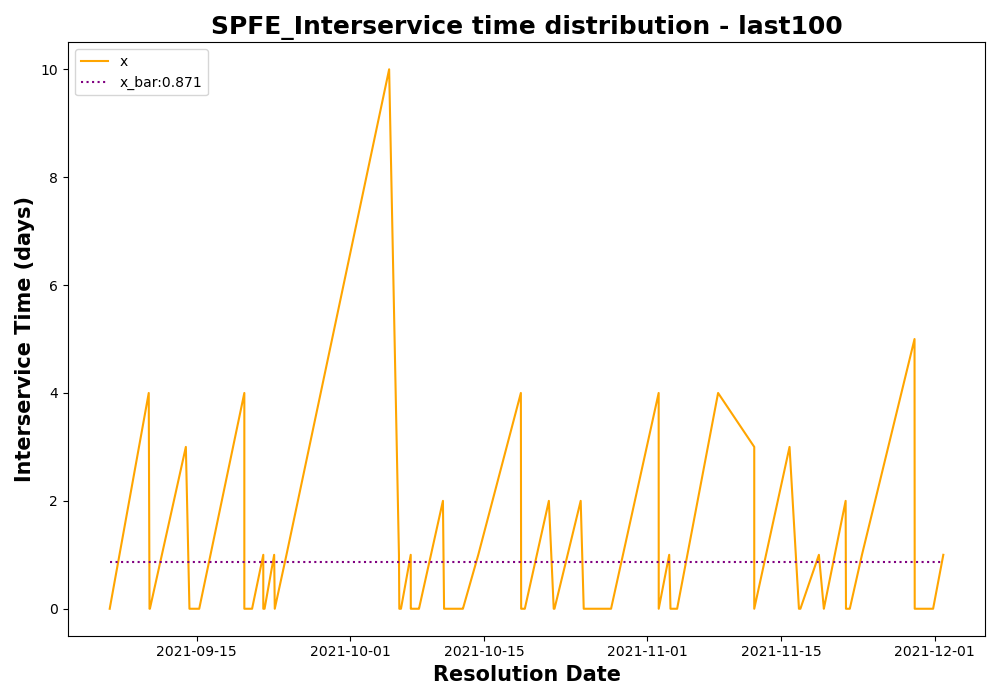 SPFE_Interservice time distribution - last100
x
x_bar:0.871
Interservice Time (days)
10
8
6
4
2
0
2021-09-15
2021-10-01
2021-10-15
2021-11-01
2021-11-15
2021-12-01
Resolution Date